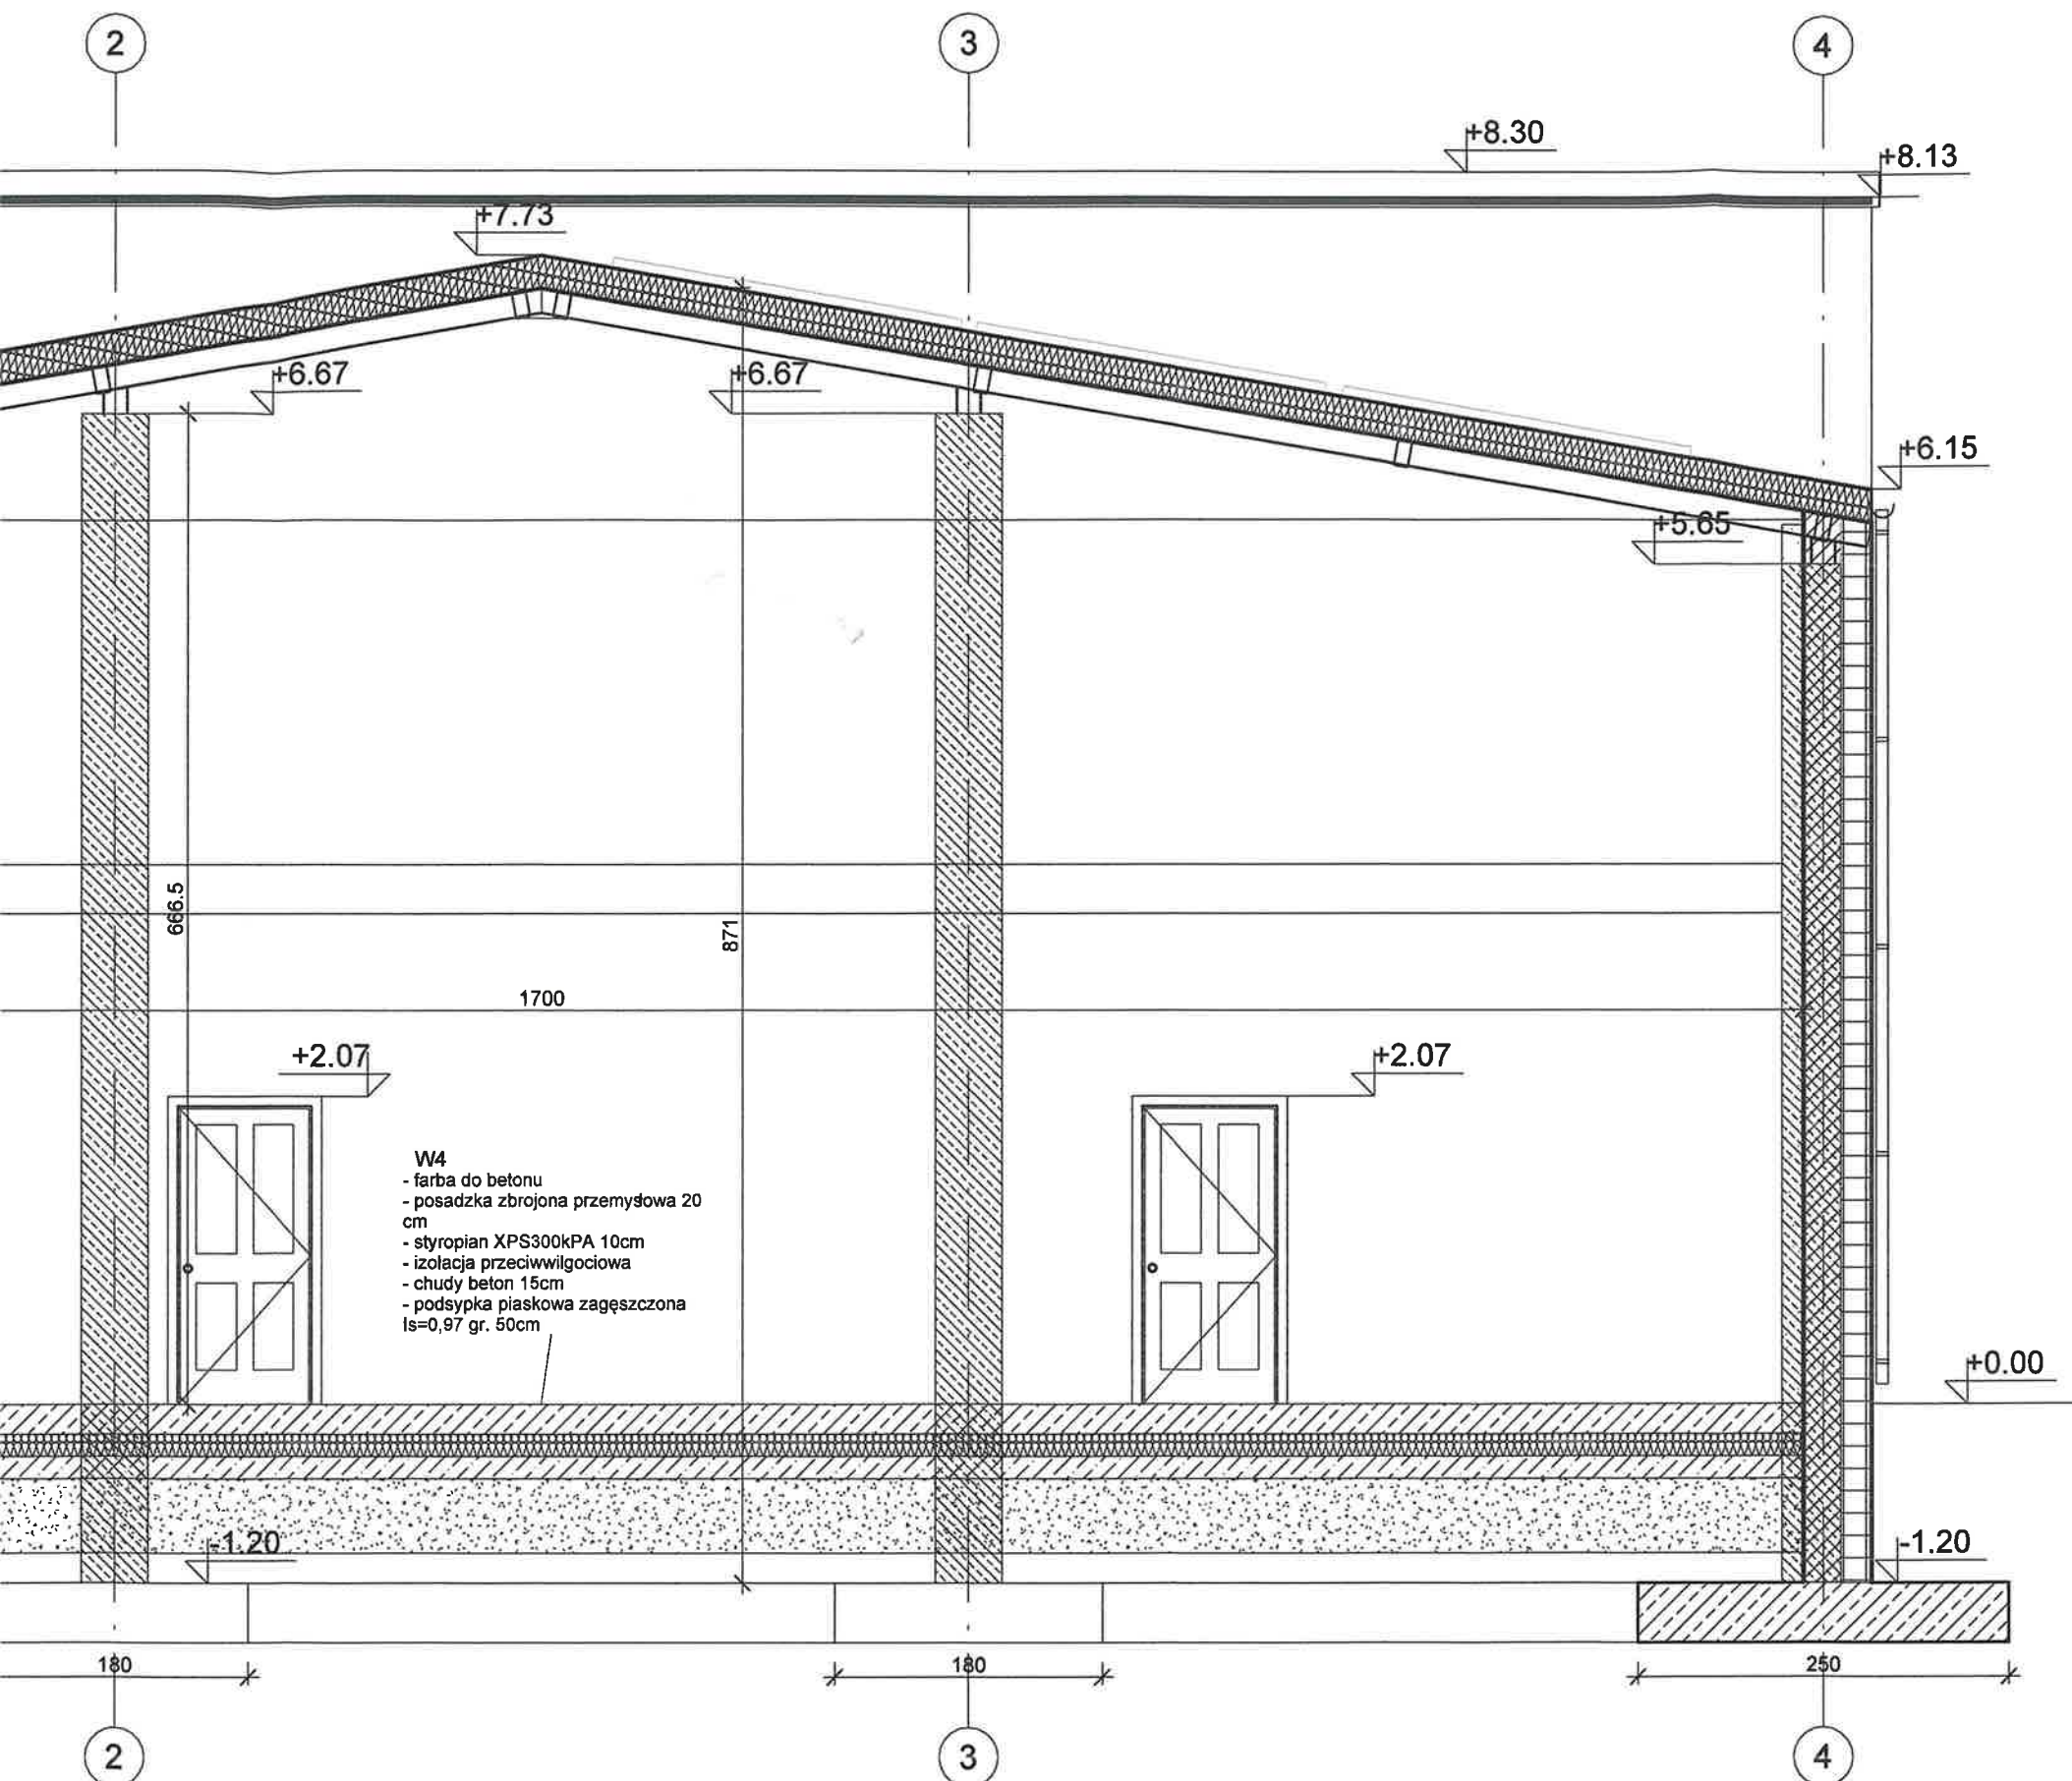 2
3
4
+8.30
+8.13
+7.73
+6.67
+6.67
+6.15
+5.65
666.5
871
1700
+2.07
+2.07
W4
- farba do betonu
- posadzka zbrojona przemysłowa 20
cm
- styropian XPS300kPA 10cm
- izolacja przeciwwilgociowa
- chudy beton 15cm
- podsypka piaskowa zagęszczona
Is=0,97 gr. 50cm
+0.00
-1.20
-1.20
180
180
250
2
3
4